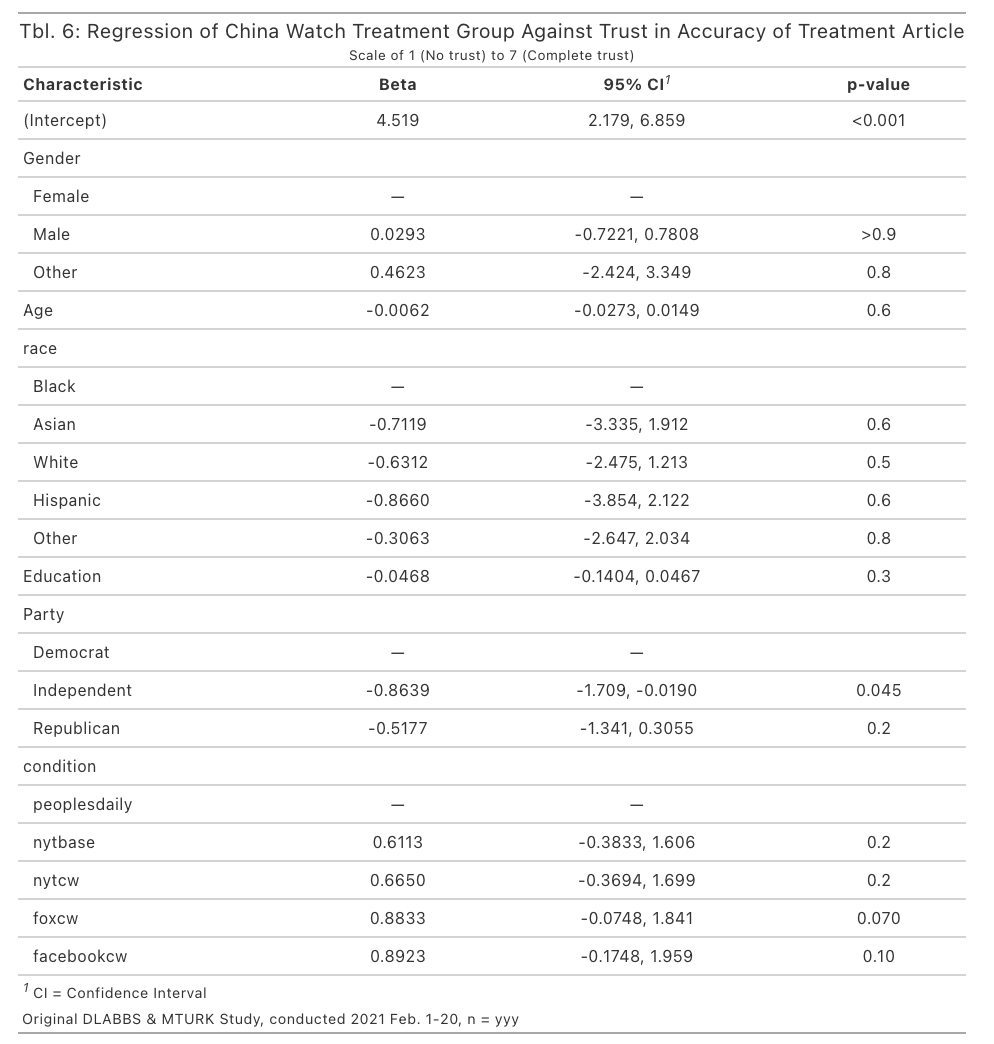 Tbl. 6: Regression of China Watch Treatment Group Against Trust in Accuracy of Treatment Article
Scale of 1 (No trust) to 7 (Complete trust)
Characteristic Beta 95% CI1 p-value
(Intercept) 4.519 2.179, 6.859 <0.001
Gender
Female — —
Male 0.0293 -0.7221, 0.7808 >0.9
Other 0.4623 -2.424, 3.349 0.8
Age -0.0062 -0.0273, 0.0149 0.6
race
Black — —
Asian -0.7119 -3.335, 1.912 0.6
White -0.6312 -2.475, 1.213 0.5
Hispanic -0.8660 -3.854, 2.122 0.6
Other -0.3063 -2.647, 2.034 0.8
Education -0.0468 -0.1404, 0.0467 0.3
Party
Democrat — —
Independent -0.8639 -1.709, -0.0190 0.045
Republican -0.5177 -1.341, 0.3055 0.2
condition
peoplesdaily — —
nytbase 0.6113 -0.3833, 1.606 0.2
nytcw 0.6650 -0.3694, 1.699 0.2
foxcw 0.8833 -0.0748, 1.841 0.070
facebookcw 0.8923 -0.1748, 1.959 0.10
1 CI = Confidence Interval
Original DLABBS & MTURK Study, conducted 2021 Feb. 1-20, n = yyy